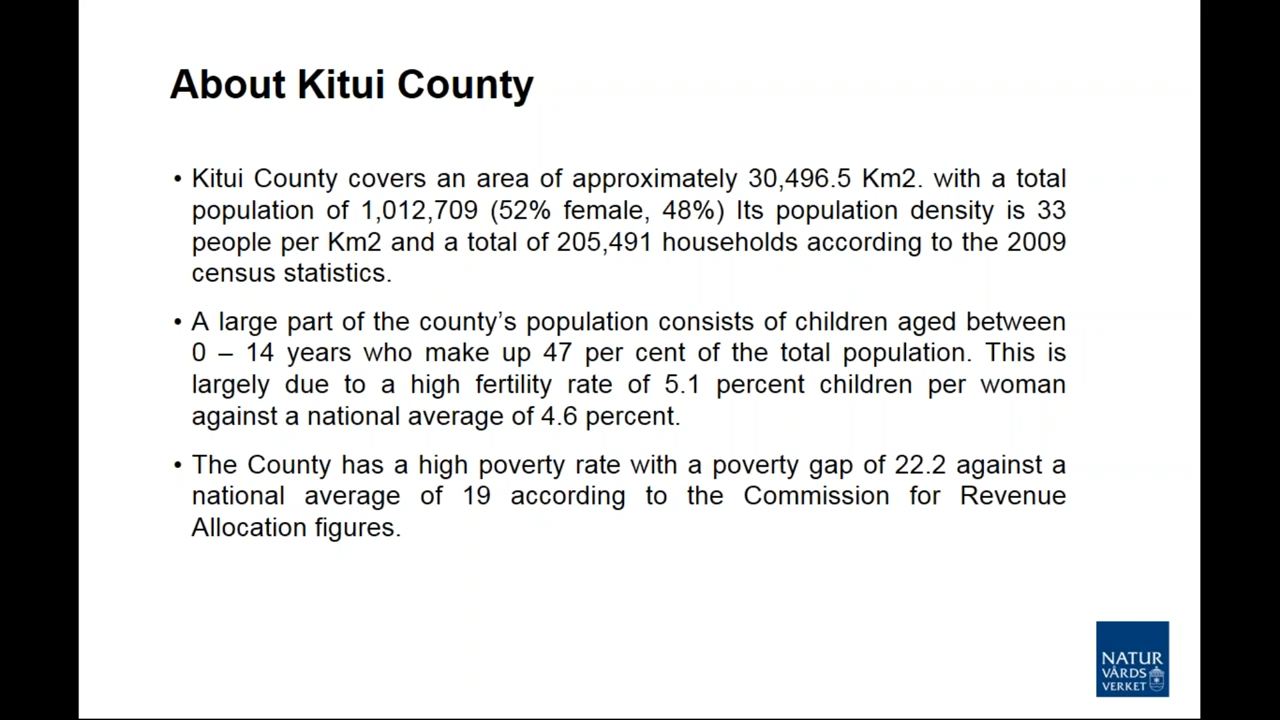 About Kitui County
• Kitui County covers an area of approximately 30,496.5 Km2. with a total
population of 1,012,709 (52% female, 48%) Its population density is 33
people per Km2 and a total of 205,491 households according to the 2009
census statistics.
• A large part of the county’s population consists of children aged between
0 – 14 years who make up 47 per cent of the total population. This is
largely due to a high fertility rate of 5.1 percent children per woman
against a national average of 4.6 percent.
• The County has a high poverty rate with a poverty gap of 22.2 against a
national average of 19 according to the Commission for Revenue
Allocation figures.
NATUR
VÅRDS
VERKET